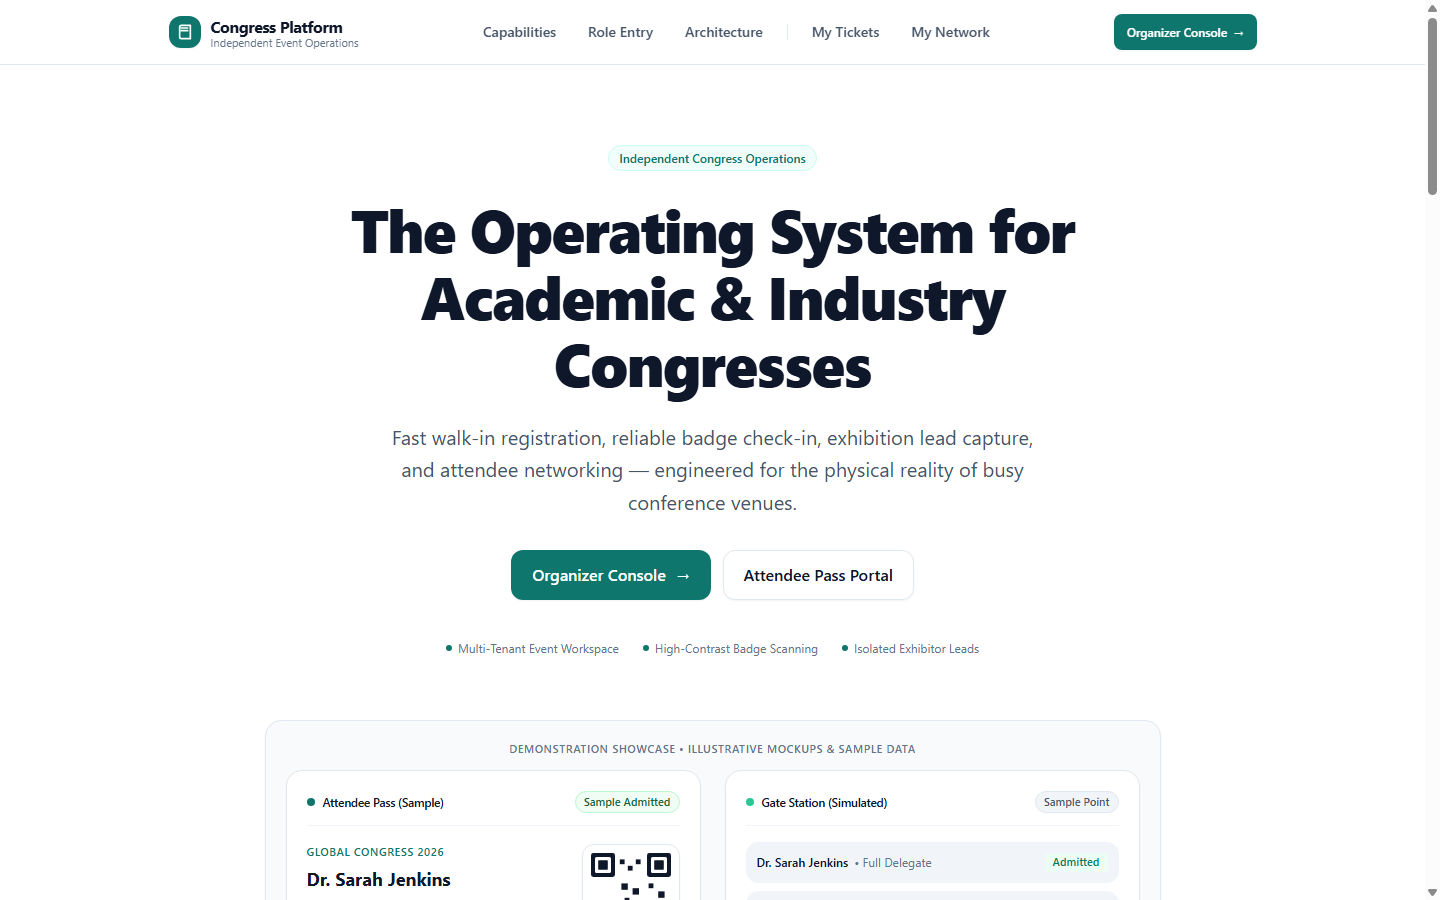 Congress Platform
Independent Event Operations
Capabilities
Role Entry
Architecture
My Tickets
My Network
Organizer Console →
Independent Congress Operations
The Operating System for
Academic & Industry
Congresses
Fast walk-in registration, reliable badge check-in, exhibition lead capture,
and attendee networking — engineered for the physical reality of busy
conference venues.
Organizer Console →
Attendee Pass Portal
• Multi-Tenant Event Workspace
• High-Contrast Badge Scanning
• Isolated Exhibitor Leads
DEMONSTRATION SHOWCASE • ILLUSTRATIVE MOCKUPS & SAMPLE DATA
Attendee Pass (Sample)
Sample Admitted
GLOBAL CONGRESS 2026
Dr. Sarah Jenkins
Gate Station (Simulated)
Sample Point
Dr. Sarah Jenkins • Full Delegate
Admitted